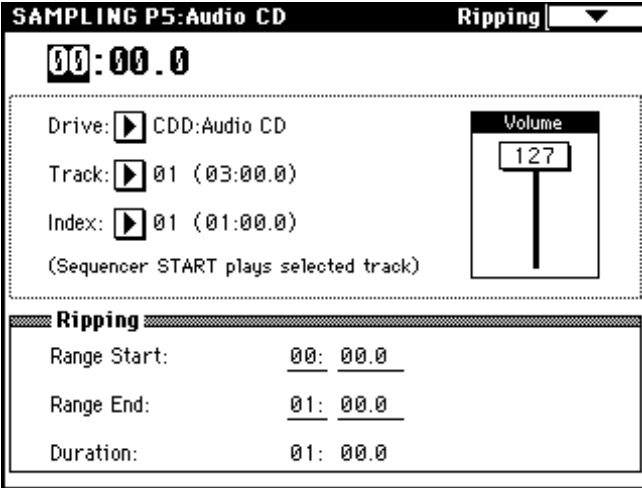 SAMPLING P5:Audio CD Ripping
00:00.0
Drive: CDD:Audio CD
Volume
127
Track: 01 (03:00.0)
Index: 01 (01:00.0)
(Sequencer START plays selected track)
Ripping
Range Start: 00: 00.0
Range End: 01: 00.0
Duration: 01: 00.0